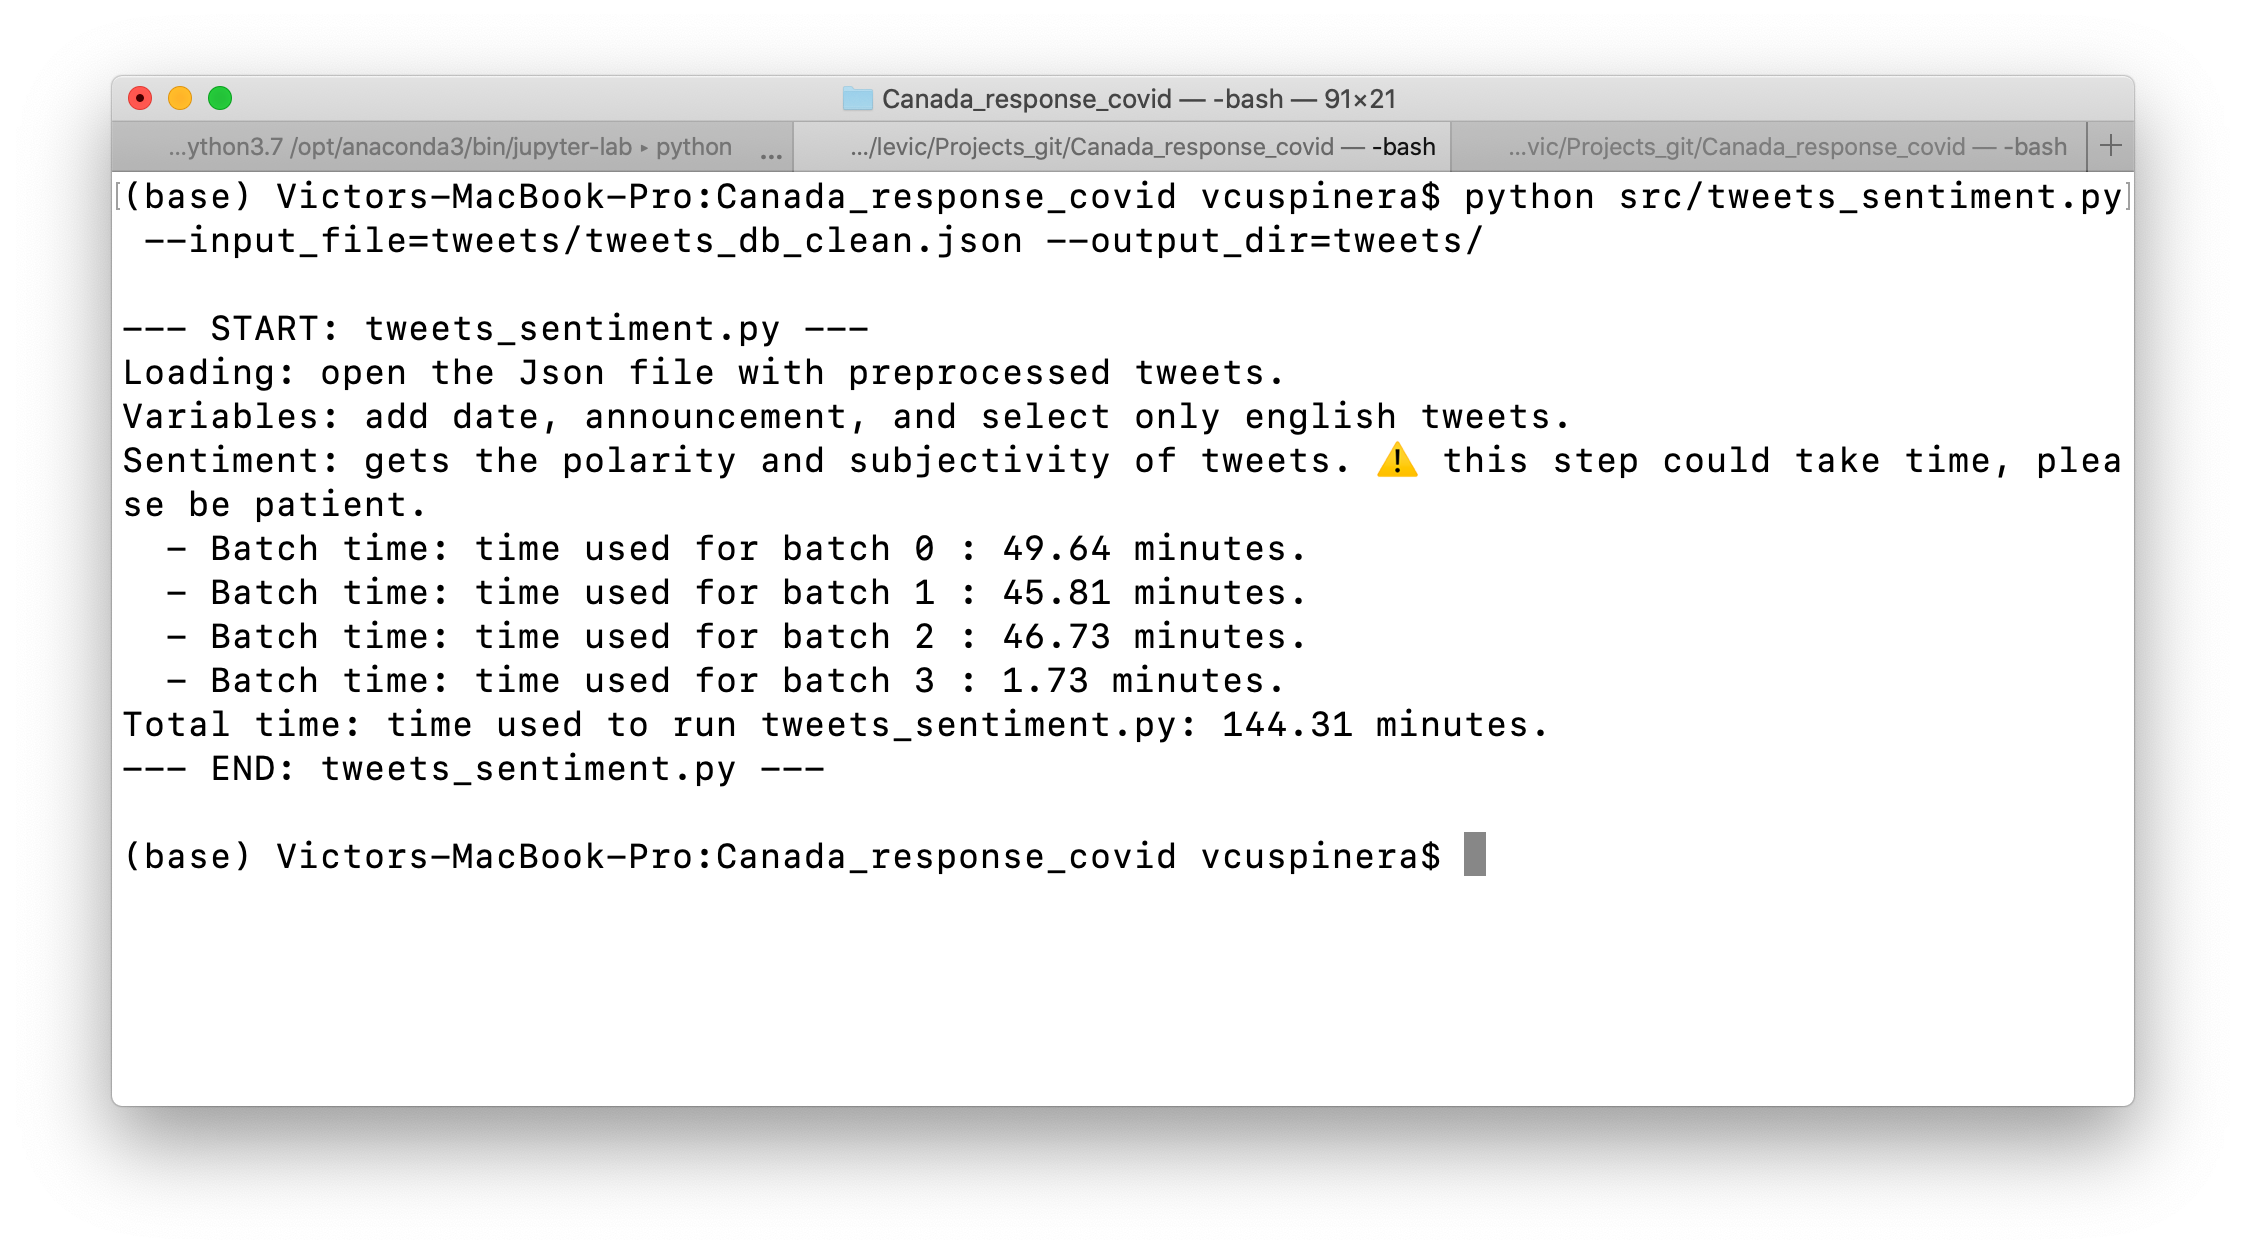 Canada_response_covid — -bash — 91×21
...ython3.7 /opt/anaconda3/bin/jupyter-lab ▸ python ...
.../levic/Projects_git/Canada_response_covid — -bash
...vic/Projects_git/Canada_response_covid — -bash
(base) Victors-MacBook-Pro:Canada_response_covid vcuspinera$ python src/tweets_sentiment.py
--input_file=tweets/tweets_db_clean.json --output_dir=tweets/
--- START: tweets_sentiment.py ---
Loading: open the Json file with preprocessed tweets.
Variables: add date, announcement, and select only english tweets.
Sentiment: gets the polarity and subjectivity of tweets. ⚠️ this step could take time, plea
se be patient.
- Batch time: time used for batch 0 : 49.64 minutes.
- Batch time: time used for batch 1 : 45.81 minutes.
- Batch time: time used for batch 2 : 46.73 minutes.
- Batch time: time used for batch 3 : 1.73 minutes.
Total time: time used to run tweets_sentiment.py: 144.31 minutes.
--- END: tweets_sentiment.py ---
(base) Victors-MacBook-Pro:Canada_response_covid vcuspinera$